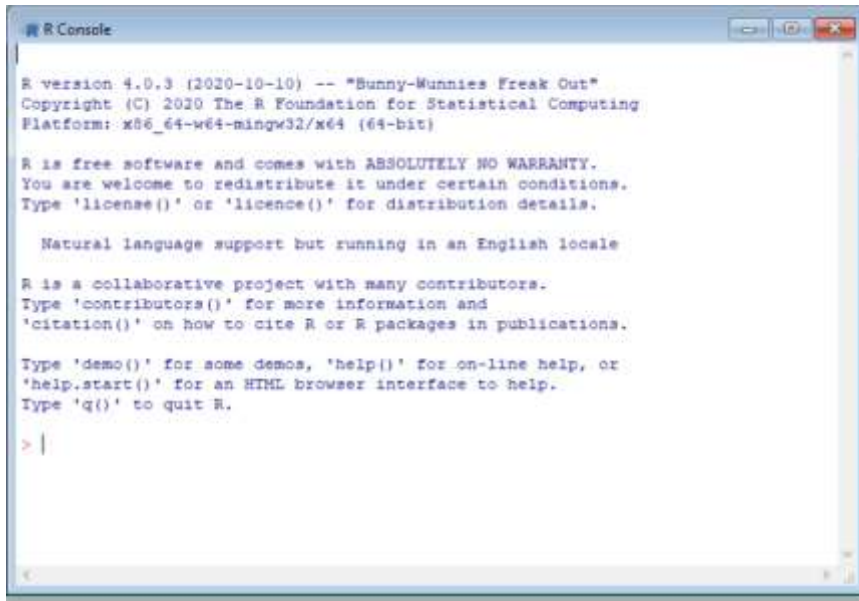 R Console
R version 4.0.3 (2020-10-10) -- "Bunny-Wunnies Freak Out"
Copyright (C) 2020 The R Foundation for Statistical Computing
Platform: x86_64-w64-mingw32/x64 (64-bit)
R is free software and comes with ABSOLUTELY NO WARRANTY.
You are welcome to redistribute it under certain conditions.
Type 'license()' or 'licence()' for distribution details.
Natural language support but running in an English locale
R is a collaborative project with many contributors.
Type 'contributors()' for more information and
'citation()' on how to cite R or R packages in publications.
Type 'demo()' for some demos, 'help()' for on-line help, or
'help.start()' for an HTML browser interface to help.
Type 'q()' to quit R.
>